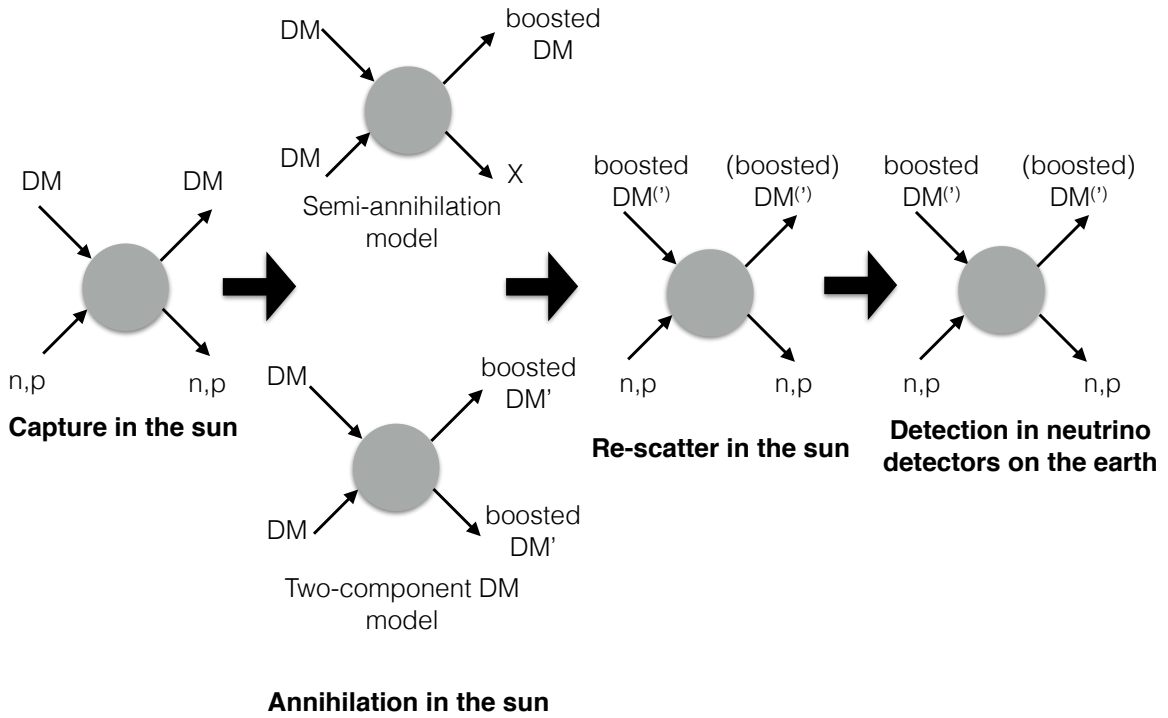 DM
DM
n,p
n,p
Capture in the sun
DM
boosted
DM
DM
X
Semi-annihilation
model
DM
boosted
DM'
DM
boosted
DM'
Two-component DM
model
Annihilation in the sun
boosted
DM(')
(boosted)
DM(')
n,p
n,p
Re-scatter in the sun
boosted
DM(')
(boosted)
DM(')
n,p
n,p
Detection in neutrino
detectors on the earth